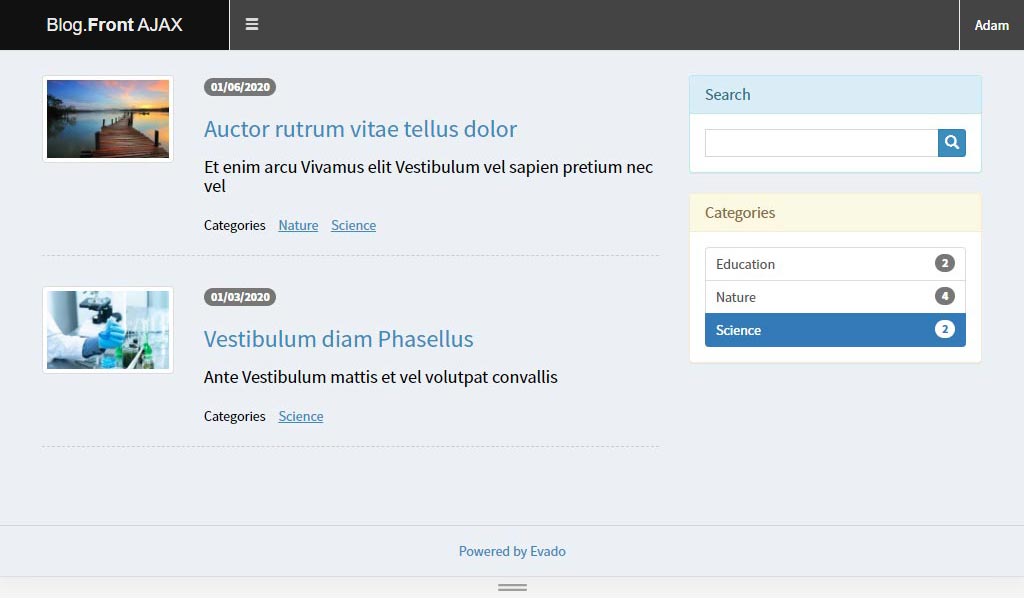 Blog.Front AJAX
Adam
01/06/2020
Auctor rutrum vitae tellus dolor
Et enim arcu Vivamus elit Vestibulum vel sapien pretium nec
vel
Categories Nature Science
01/03/2020
Vestibulum diam Phasellus
Ante Vestibulum mattis et vel volutpat convallis
Categories Science
Search
Categories
Education 2
Nature 4
Science 2
Powered by Evado